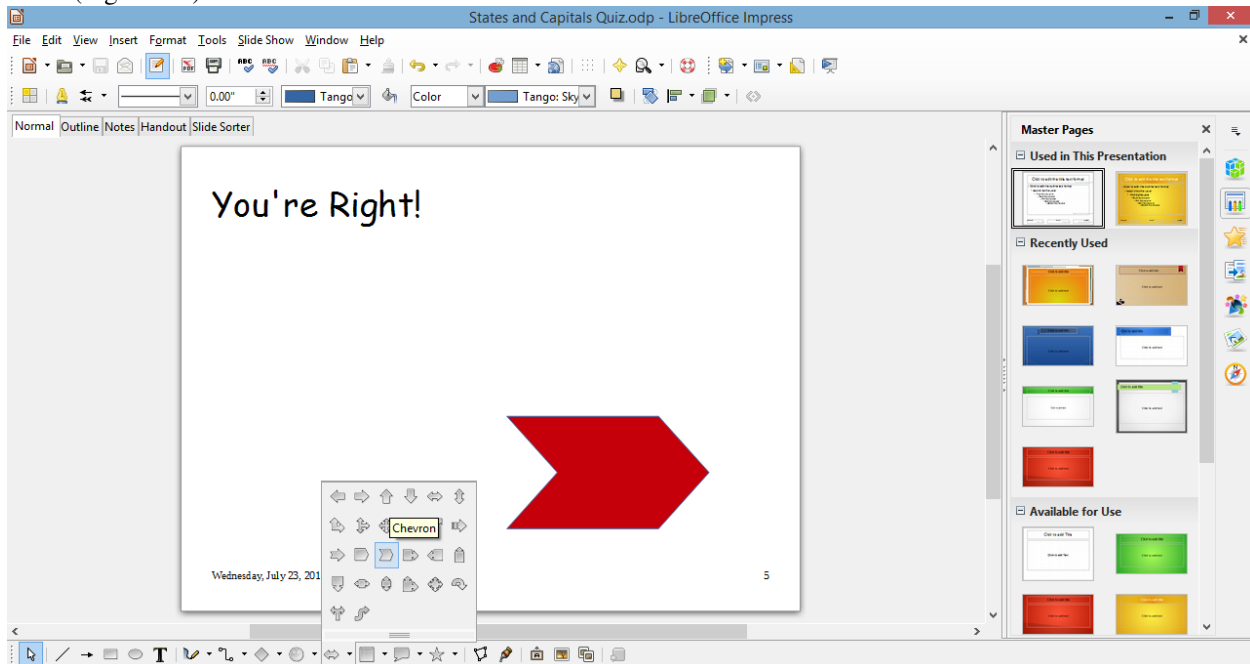 States and Capitals Quiz.odp - LibreOffice Impress
File Edit View Insert Format Tools Slide Show Window Help
0.00" Tango Color Tango: Sky
Normal Outline Notes Handout Slide Sorter
Master Pages
Used in This Presentation
You're Right!
Recently Used
Chevron
Available for Use
Wednesday, July 23, 201
5